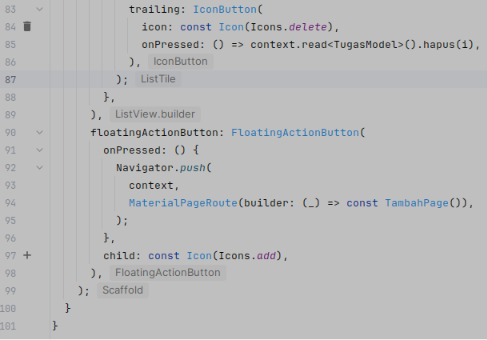 83 trailing: IconButton(
84 icon: const Icon(Icons.delete),
85 onPressed: () => context.read<TugasModel>().hapus(i),
86 ), IconButton
87 ); ListTile
88 },
89 ), ListView.builder
90 floatingActionButton: FloatingActionButton(
91 onPressed: () {
92 Navigator.push(
93 context,
94 MaterialPageRoute(builder: (_) => const TambahPage()),
95 );
96 },
97 child: const Icon(Icons.add),
98 ), FloatingActionButton
99 ); Scaffold
100 }
101 }